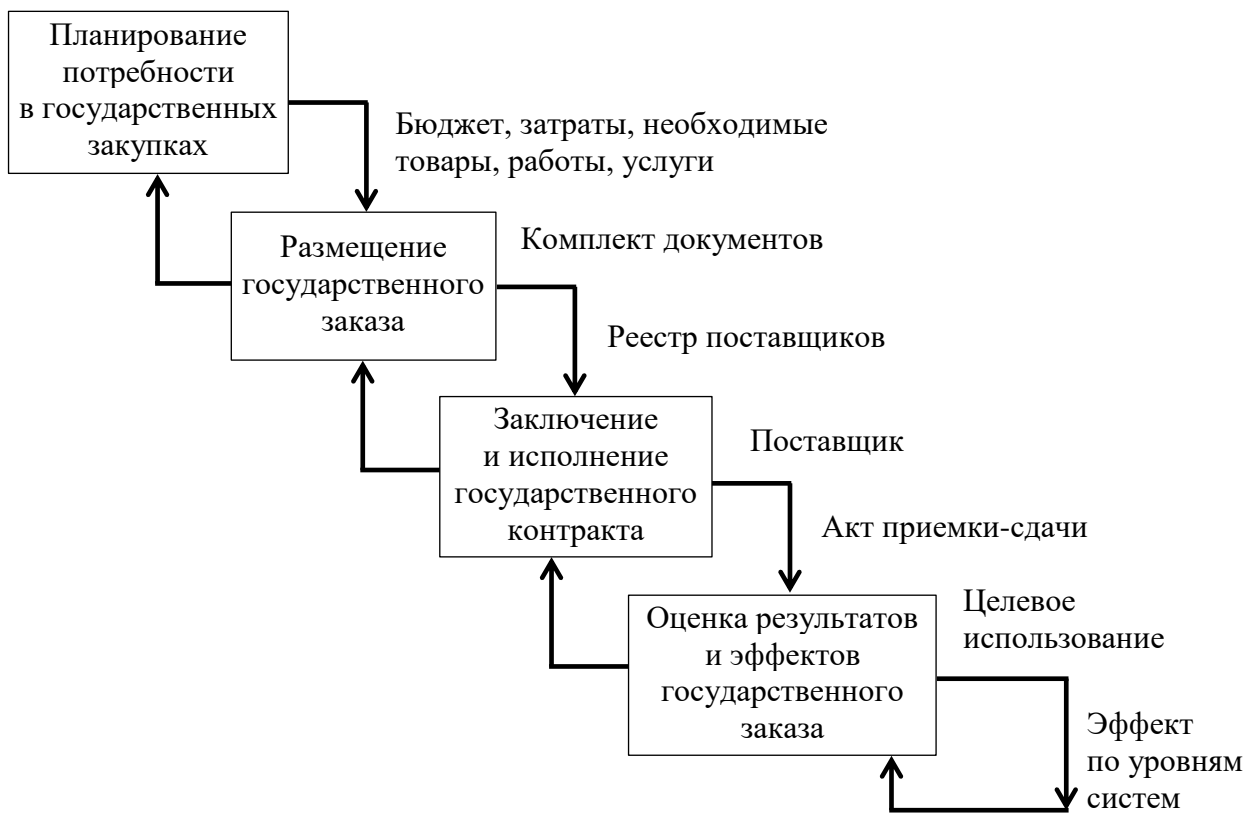 Планирование
потребности
в государственных
закупках
Бюджет, затраты, необходимые
товары, работы, услуги
Размещение
государственного
заказа
Комплект документов
Реестр поставщиков
Заключение
и исполнение
государственного
контракта
Поставщик
Акт приемки-сдачи
Оценка результатов
и эффектов
государственного
заказа
Целевое
использование
Эффект
по уровням
систем